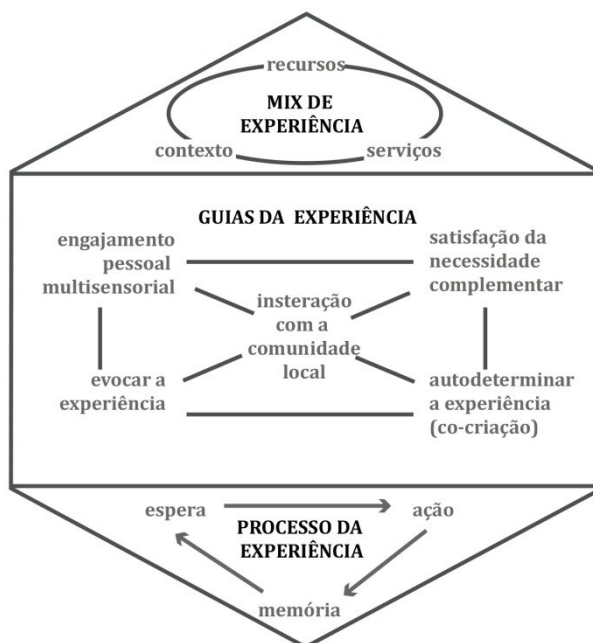 recursos
MIX DE
EXPERIÊNCIA
contexto
serviços
GUIAS DA EXPERIÊNCIA
engajamento
pessoal
multisensorial
satisfação da
necessidade
complementar
insteração
com a
comunidade
local
evocar a
experiência
autodeterminar
a experiência
(co-criação)
espera
ação
PROCESSO DA
EXPERIÊNCIA
memória